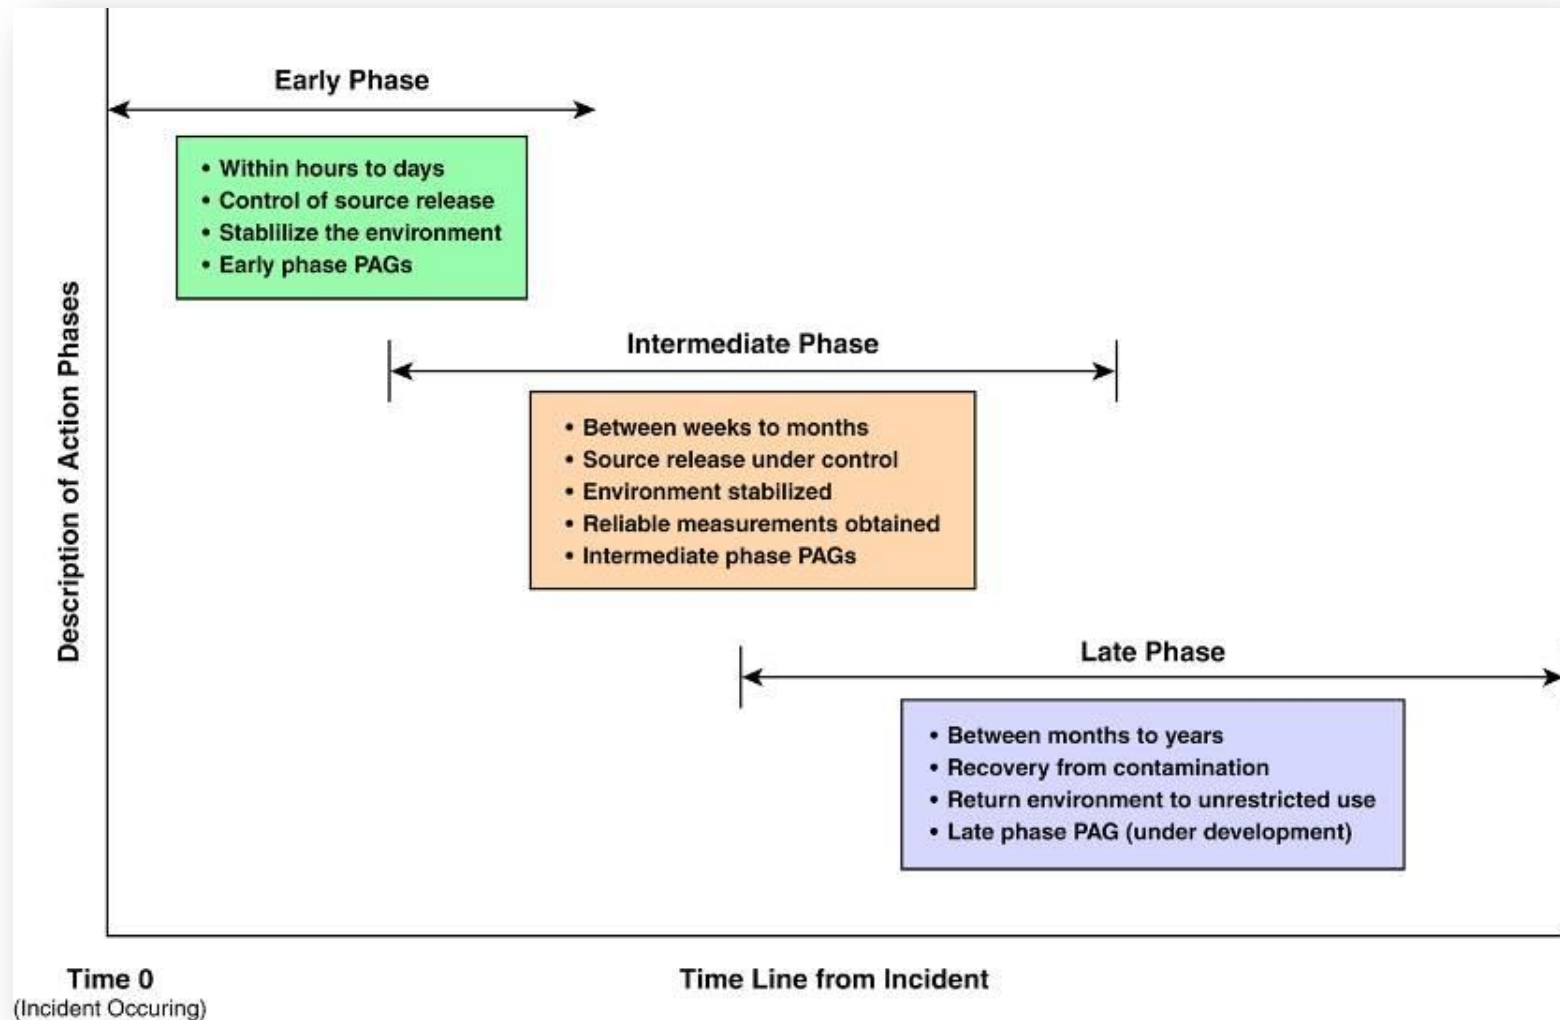 Early Phase
• Within hours to days
• Control of source release
• Stablilize the environment
• Early phase PAGs
Intermediate Phase
• Between weeks to months
• Source release under control
• Environment stabilized
• Reliable measurements obtained
• Intermediate phase PAGs
Late Phase
• Between months to years
• Recovery from contamination
• Return environment to unrestricted use
• Late phase PAG (under development)
Description of Action Phases
Time 0
(Incident Occuring)
Time Line from Incident